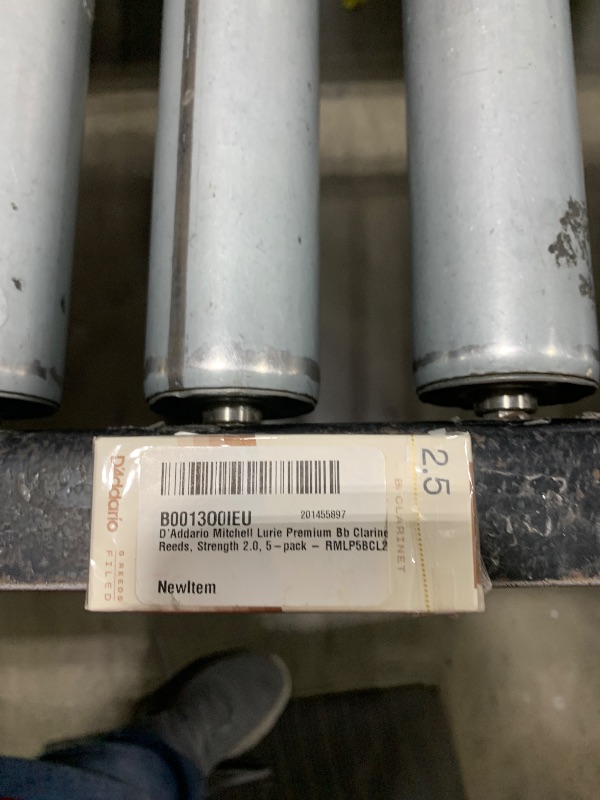 B001300IEU
201455897
D'Addario Mitchell Lurie Premium Bb Clarine
Reeds, Strength 2.0, 5-pack – RMLP5BCL2
NewItem
D'Addario
REEDS
FILED
2.5
B♭ CLARINET